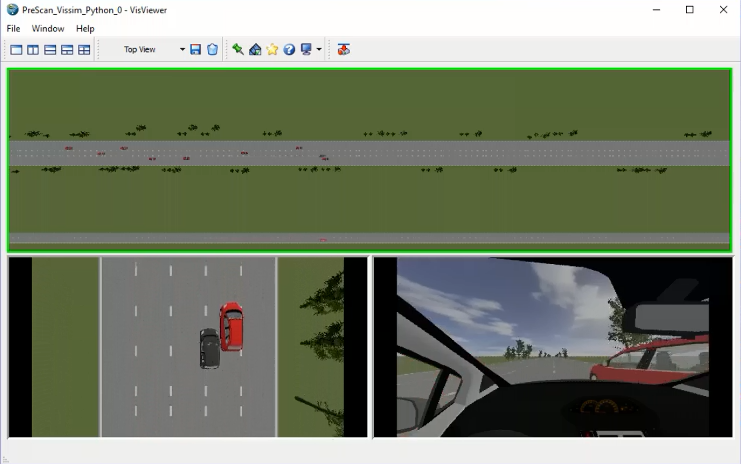 PreScan_Vissim_Python_0 - VisViewer
File Window Help
Top View